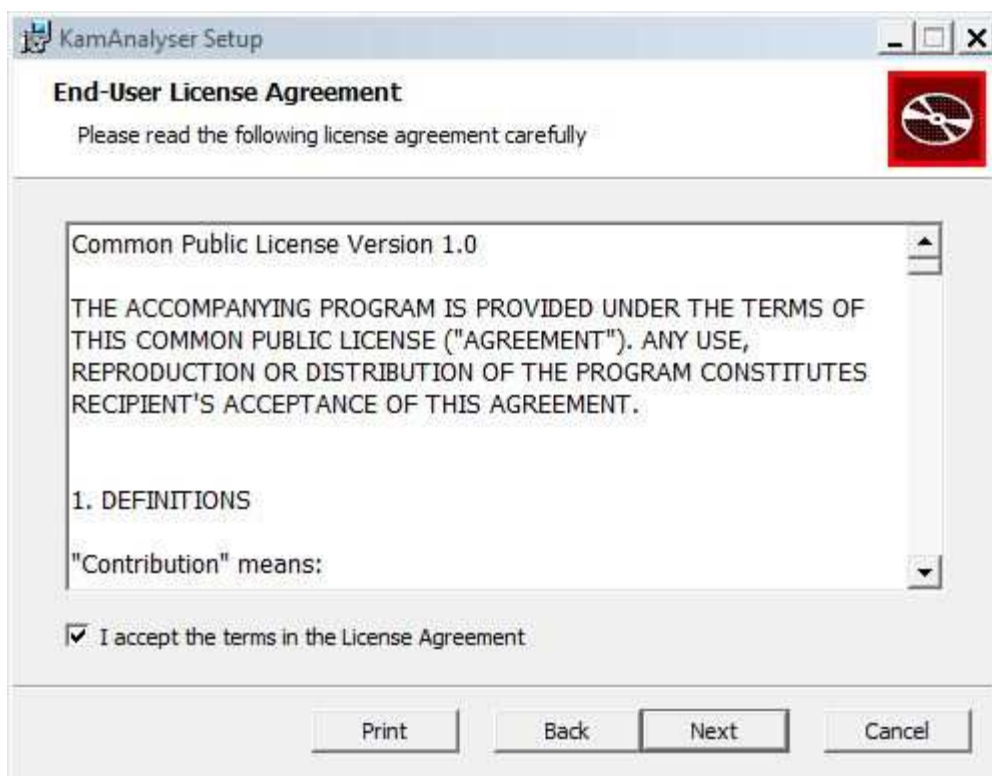 KamAnalyser Setup
End-User License Agreement
Please read the following license agreement carefully
Common Public License Version 1.0
THE ACCOMPANYING PROGRAM IS PROVIDED UNDER THE TERMS OF
THIS COMMON PUBLIC LICENSE ("AGREEMENT"). ANY USE,
REPRODUCTION OR DISTRIBUTION OF THE PROGRAM CONSTITUTES
RECIPIENT'S ACCEPTANCE OF THIS AGREEMENT.
1. DEFINITIONS
"Contribution" means:
I accept the terms in the License Agreement
Print Back Next Cancel